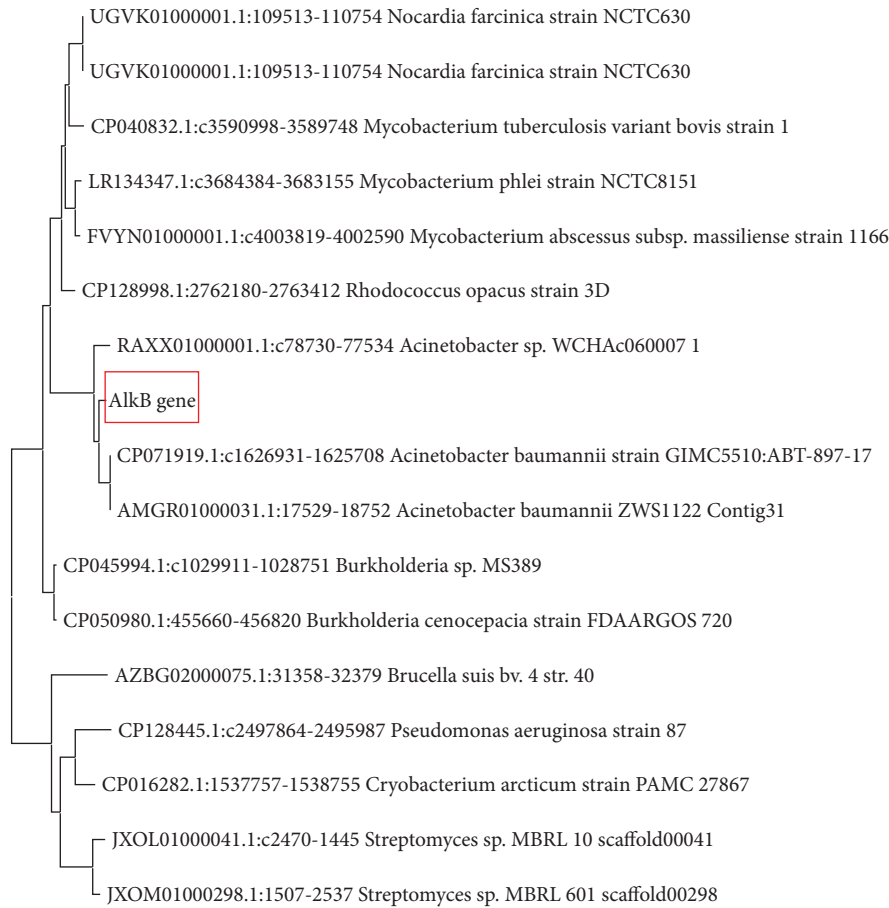 UGVK01000001.1:109513-110754 Nocardia farcinica strain NCTC630
UGVK01000001.1:109513-110754 Nocardia farcinica strain NCTC630
CP040832.1:c3590998-3589748 Mycobacterium tuberculosis variant bovis strain 1
LR134347.1:c3684384-3683155 Mycobacterium phlei strain NCTC8151
FVYN01000001.1:c4003819-4002590 Mycobacterium abscessus subsp. massiliense strain 1166
CP128998.1:2762180-2763412 Rhodococcus opacus strain 3D
RAXX01000001.1:c78730-77534 Acinetobacter sp. WCHAc060007 1
AlkB gene
CP071919.1:c1626931-1625708 Acinetobacter baumannii strain GIMC5510:ABT-897-17
AMGR01000031.1:17529-18752 Acinetobacter baumannii ZWS1122 Contig31
CP045994.1:c1029911-1028751 Burkholderia sp. MS389
CP050980.1:455660-456820 Burkholderia cenocepacia strain FDAARGOS 720
AZBG02000075.1:31358-32379 Brucella suis bv. 4 str. 40
CP128445.1:c2497864-2495987 Pseudomonas aeruginosa strain 87
CP016282.1:1537757-1538755 Cryobacterium arcticum strain PAMC 27867
JXOL01000041.1:c2470-1445 Streptomyces sp. MBRL 10 scaffold00041
JXOM01000298.1:1507-2537 Streptomyces sp. MBRL 601 scaffold00298